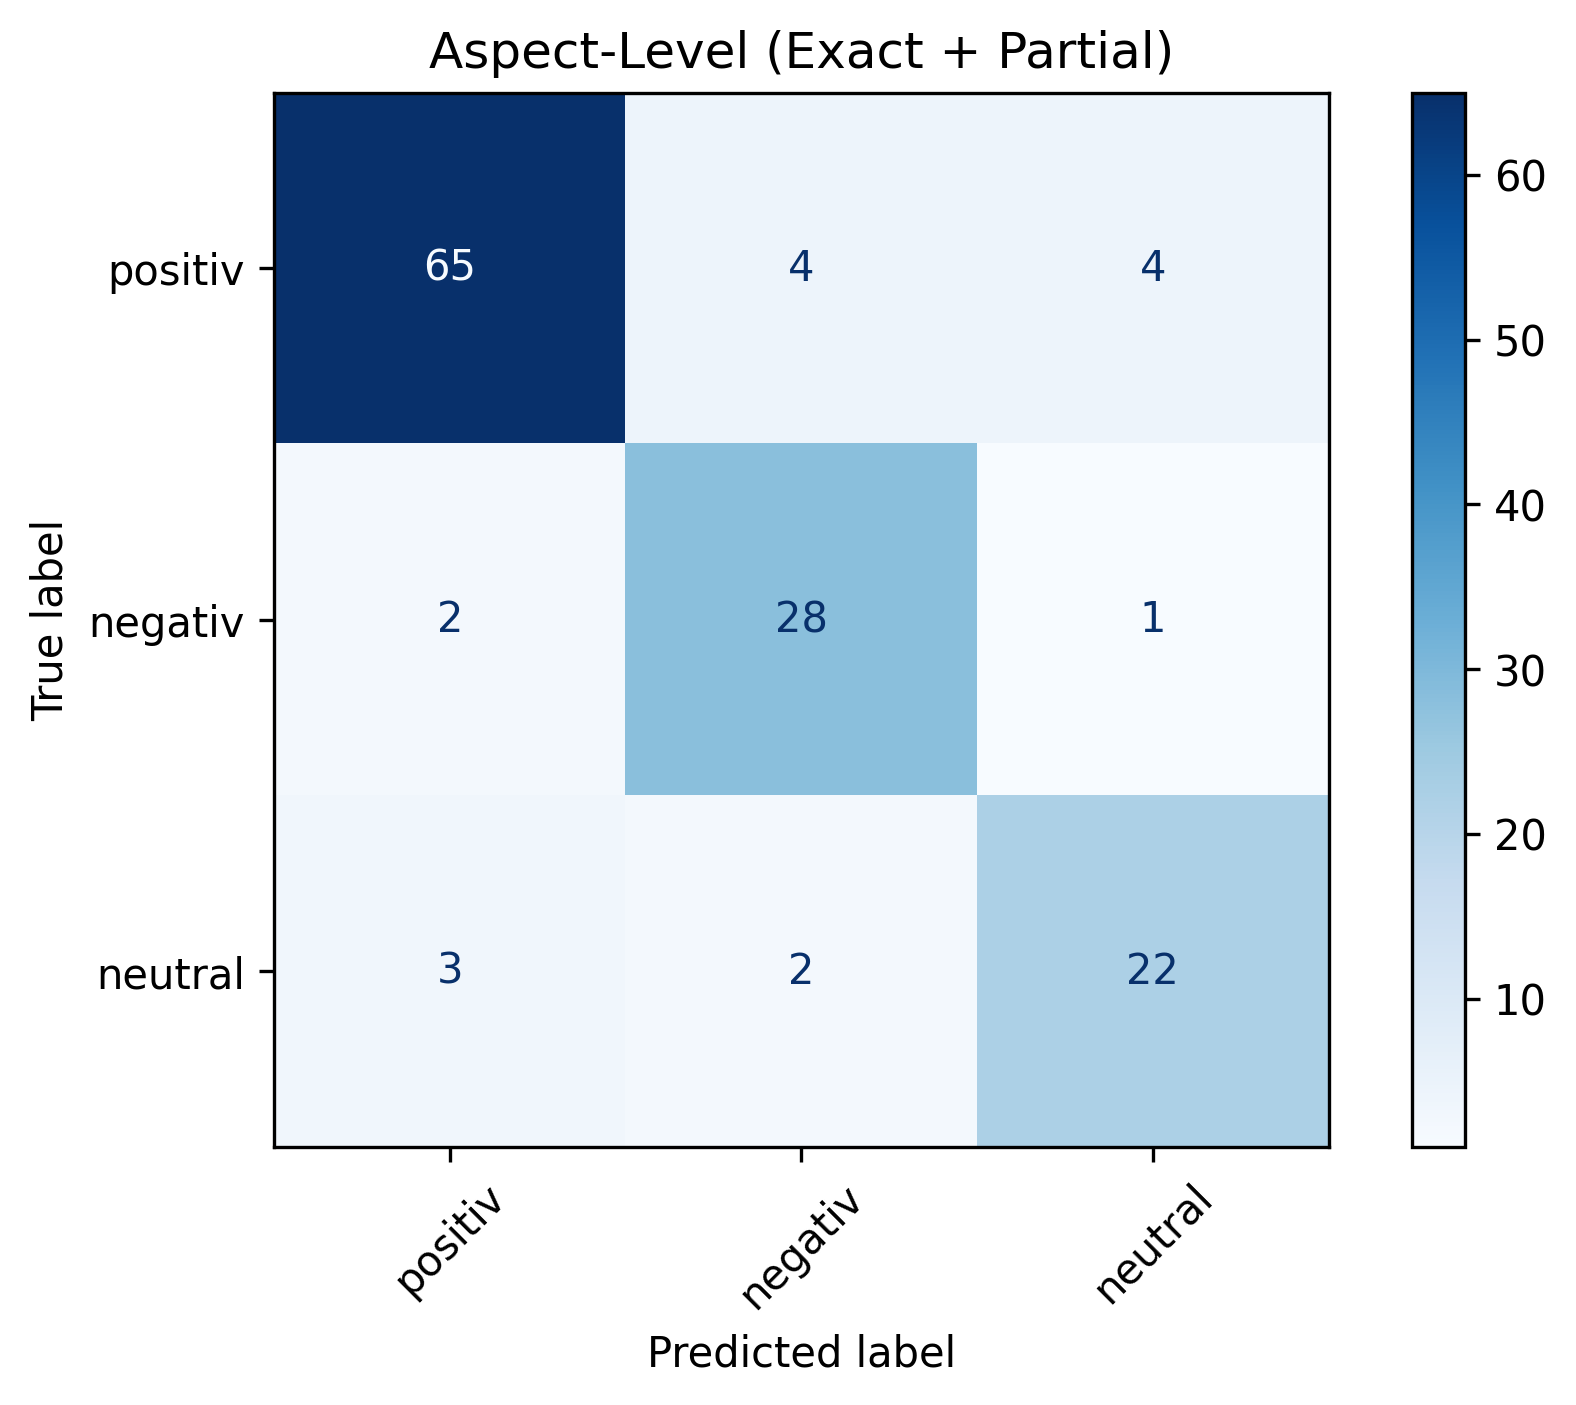 Aspect-Level (Exact + Partial)
True label
positiv
65
4
4
negativ
2
28
1
neutral
3
2
22
positiv
negativ
neutral
Predicted label
60
50
40
30
20
10